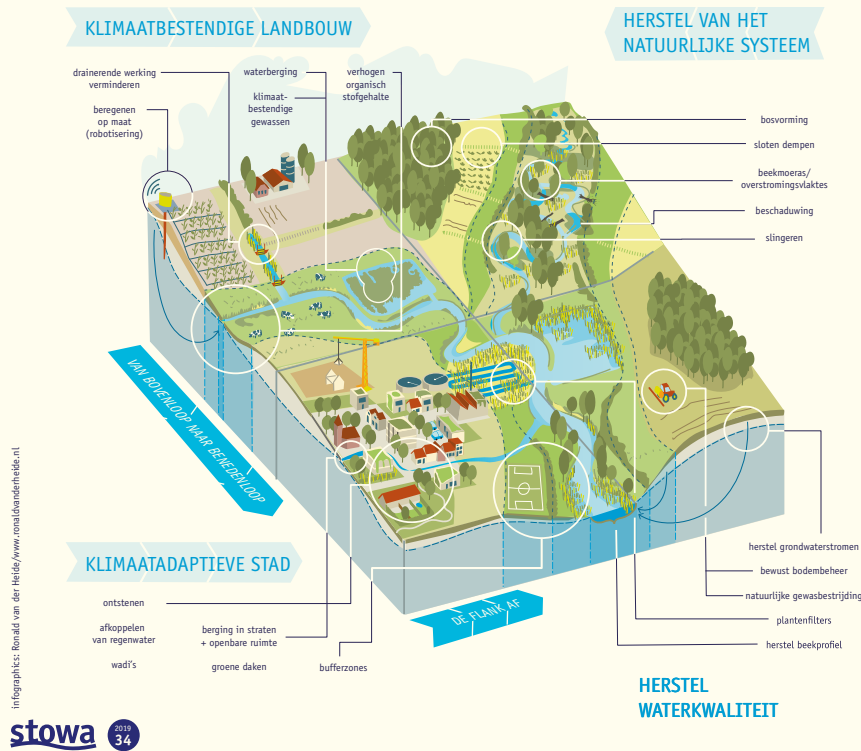 KLIMAATBESTENDIGE LANDBOUW
HERSTEL VAN HET
NATUURLIJKE SYSTEEM
drainerende werking
verminderen
beregenen
op maat
(robotisering)
waterberging
klimaat-
bestendige
gewassen
verhogen
organisch
stofgehalte
bosvorming
sloten dempen
beekmoeras/
overstromingsvlaktes
beschaduwing
slingeren
VAN BOVENLOOP NAAR BENEDENLOOP
DE FLANK AF
KLIMAATADAPTIEVE STAD
ontstenen
afkoppelen
van regenwater
wadi's
berging in straten
+ openbare ruimte
groene daken
bufferzones
herstel grondwaterstromen
bewust bodembeheer
natuurlijke gewasbestrijding
plantenfilters
herstel beekprofiel
HERSTEL
WATERKWALITEIT
infographics: Ronald van der Heide/www.ronaldvanderheide.nl
stowa
2019
34